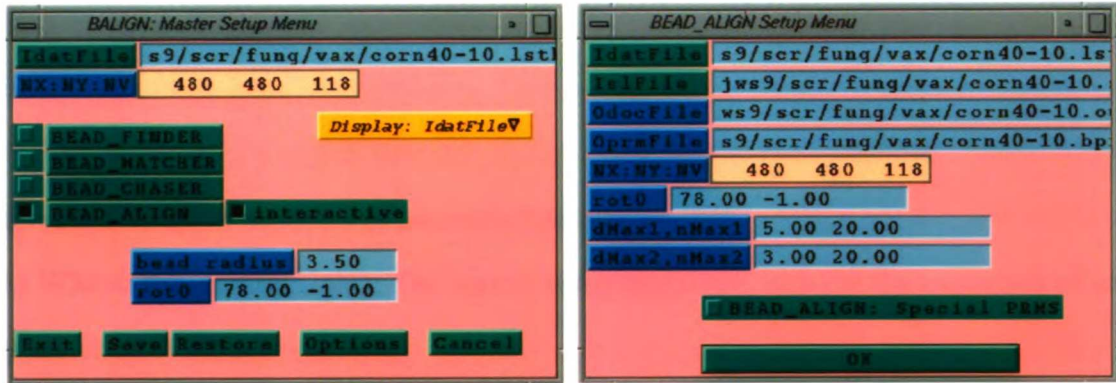 BALIGN: Master Setup Menu
IdatFile s9/scr/fung/vax/corn40-10.lst
NX:NY:NV 480 480 118
Display: IdatFile
BEAD_FINDER
BEAD_MATCHER
BEAD_CHASER
BEAD_ALIGN interactive
bead radius 3.50
rot0 78.00 -1.00
Exit Save Restore Options Cancel
BEAD_ALIGN Setup Menu
IdatFile s9/scr/fung/vax/corn40-10.ls
IelFile jws9/scr/fung/vax/corn40-10.
OdocFile ws9/scr/fung/vax/corn40-10.o
OprmFile s9/scr/fung/vax/corn40-10.bp
NX:NY:NV 480 480 118
rot0 78.00 -1.00
dMax1,nMax1 5.00 20.00
dMax2,nMax2 3.00 20.00
BEAD_ALIGN: Special PRMS
OK